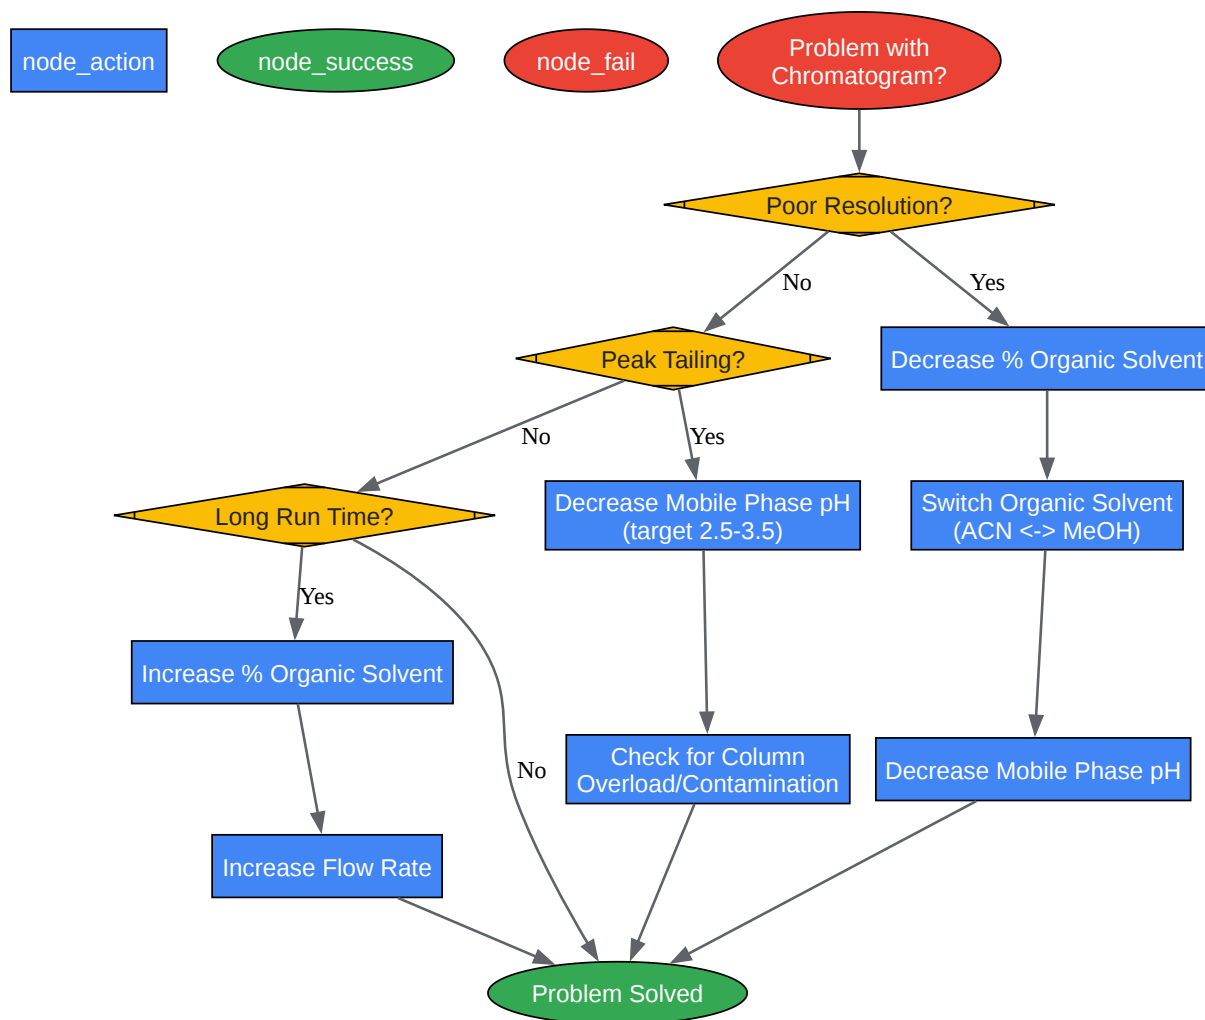 node_action
node_success
node_fail
Problem with
Chromatogram?
Poor Resolution?
No
Yes
Peak Tailing?
Decrease % Organic Solvent
No
Yes
Long Run Time?
Decrease Mobile Phase pH
(target 2.5-3.5)
Switch Organic Solvent
(ACN <-> MeOH)
Yes
Increase % Organic Solvent
No
Check for Column
Overload/Contamination
Decrease Mobile Phase pH
Increase Flow Rate
Problem Solved